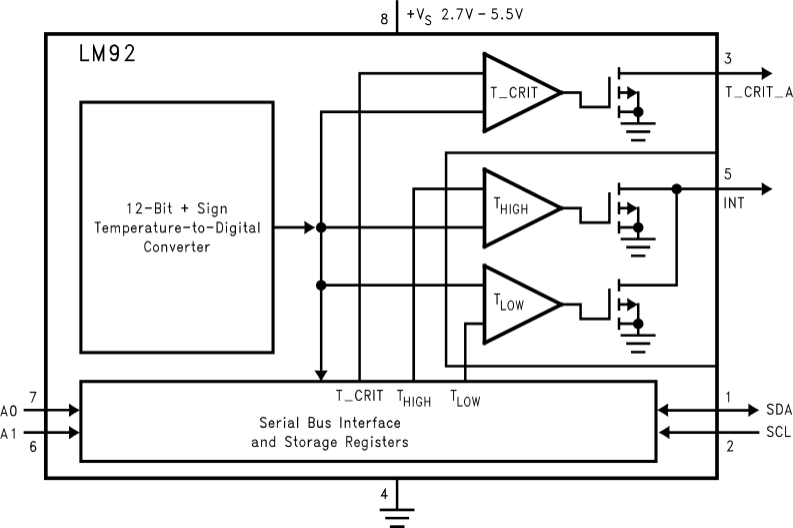 8 +VS 2.7V – 5.5V
LM92
3
T_CRIT
T_CRIT_A
5
12-Bit + Sign
Temperature-to-Digital
Converter
THIGH
INT
TLOW
T_CRIT THIGH TLOW
7
A0
1
SDA
Serial Bus Interface
and Storage Registers
A1
6
SCL
2
4